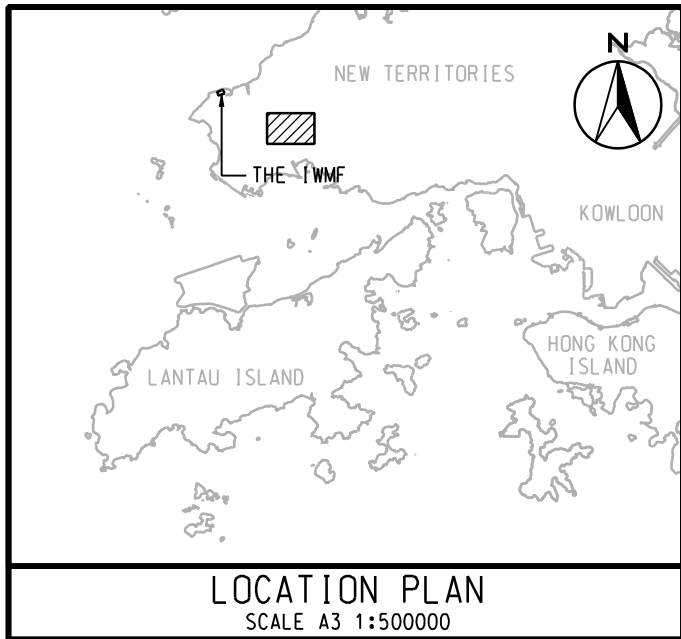 N
NEW TERRITORIES
THE IWMF
KOWLOON
HONG KONG
ISLAND
LANTAU ISLAND
LOCATION PLAN
SCALE A3 1:500000